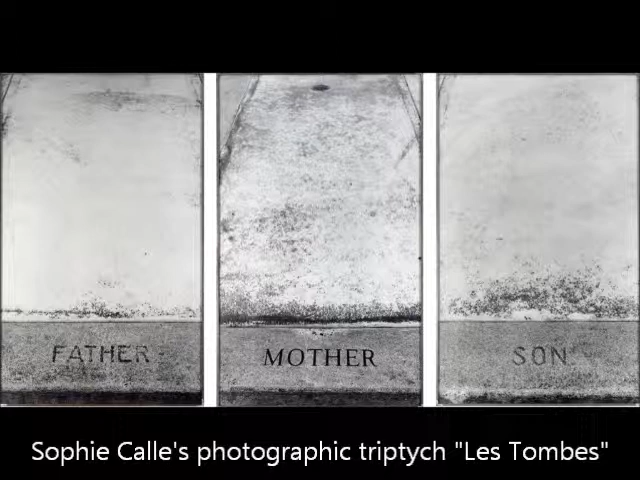 FATHER
MOTHER
SON
Sophie Calle's photographic triptych "Les Tombes"